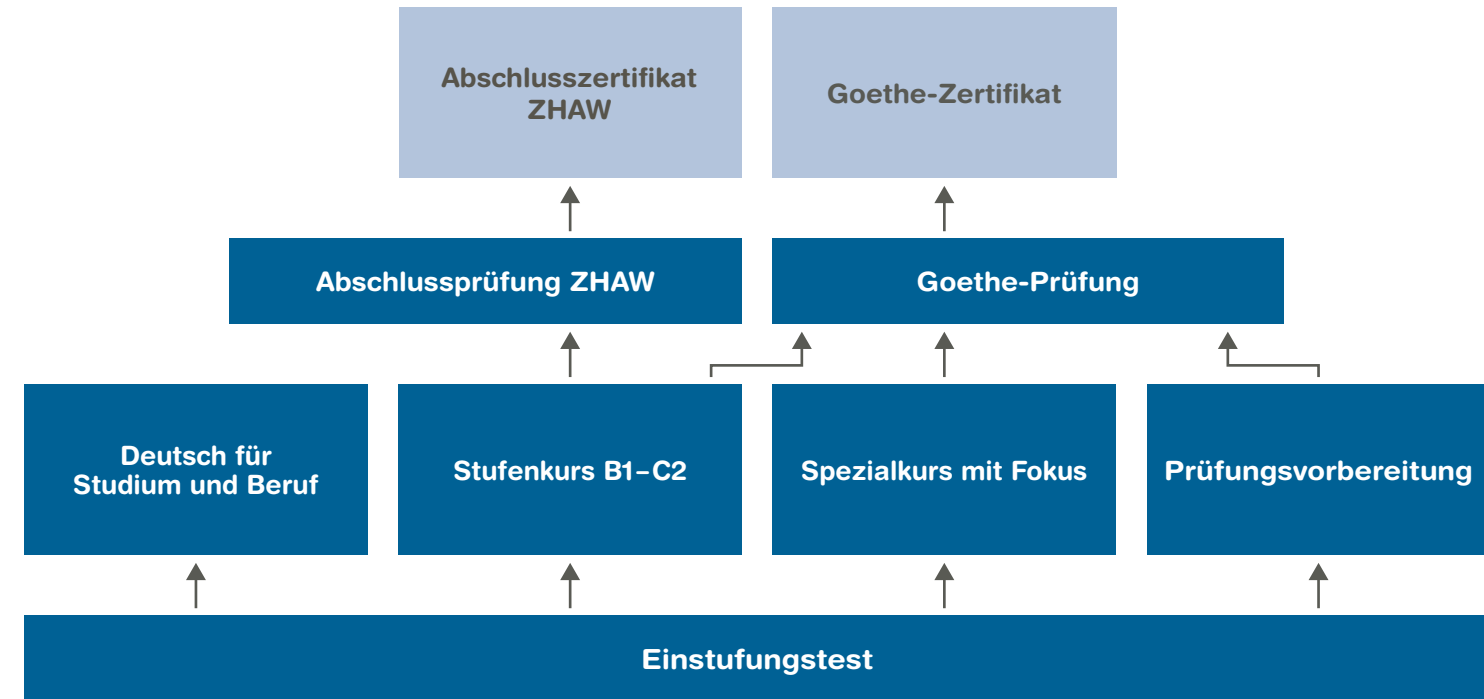 Abschlusszertifikat
ZHAW
Goethe-Zertifikat
Abschlussprüfung ZHAW
Goethe-Prüfung
Deutsch für
Studium und Beruf
Stufenkurs B1–C2
Spezialkurs mit Fokus
Prüfungsvorbereitung
Einstufungstest